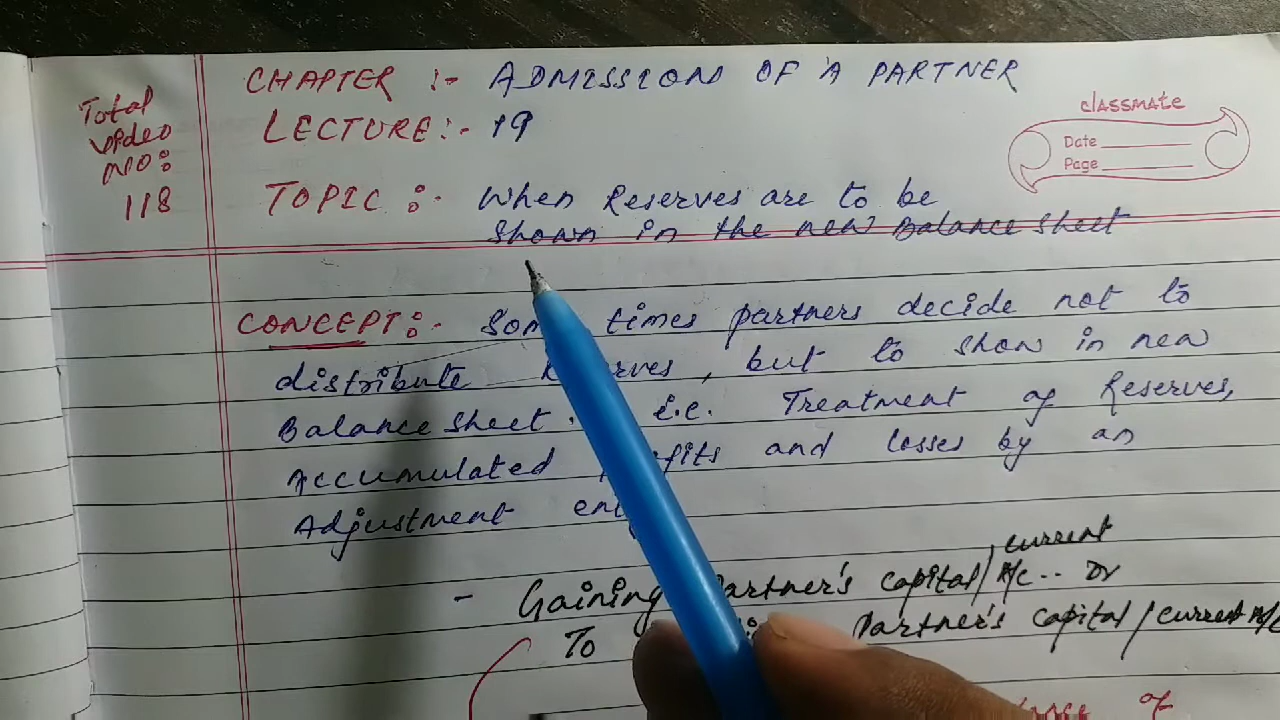 CHAPTER :- ADMISSION OF A PARTNER
Total video NO: 118
LECTURE:- 19
classmate
Date
Page
TOPIC :- When Reserves are to be
shown in the new Balance sheet
CONCEPT:- times partners decide not to
distribute , but to show in new
Balance sheet. i.e. Treatment of Reserves,
Accumulated and losses by an
Adjustment
- Gaining Partner's capital/current A/c.. Dr
To Partner's capital/current A/c
of